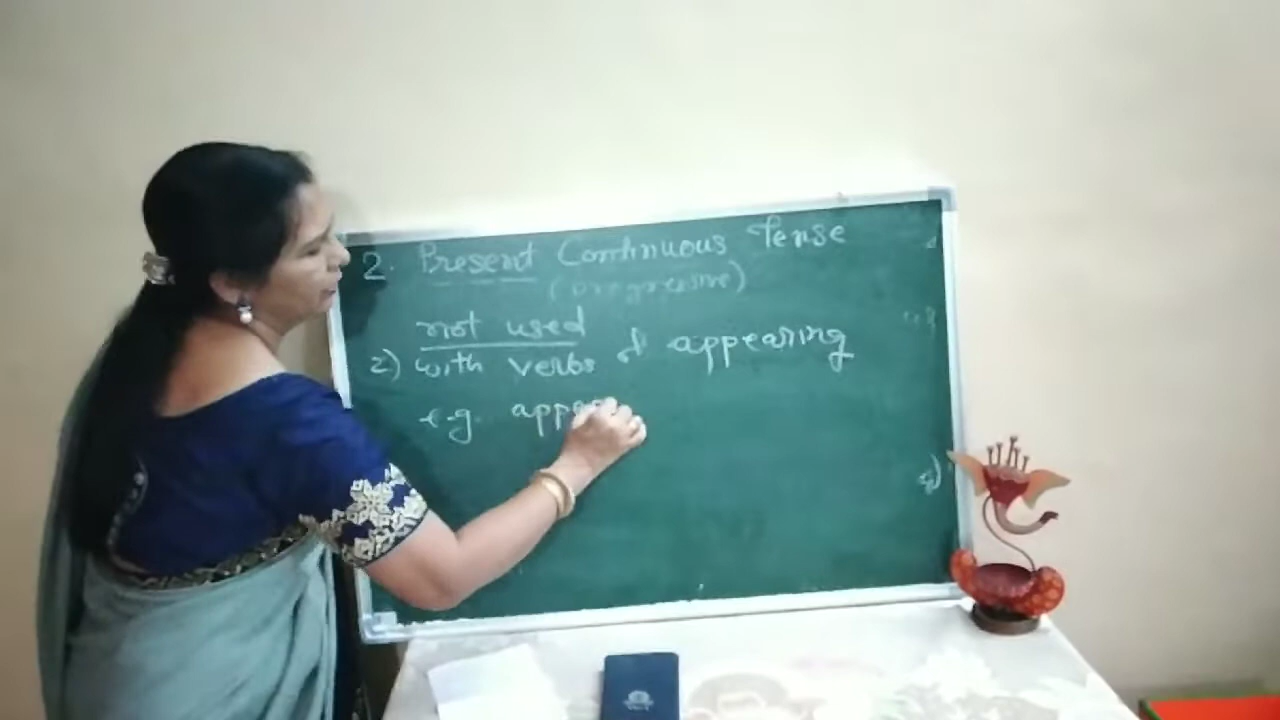 2. Present Continuous Tense
(Progressive)
not used
2) with verbs of appearing
e.g. appe